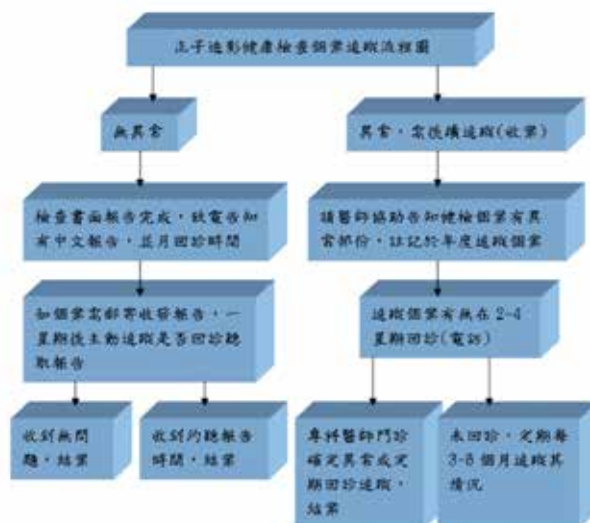 正子造影健康檢查個案追蹤流程圖
無異常
異常,需後續追蹤(收案)
檢查書面報告完成,致電告知
有中文報告,並月回診時間
請醫師協助告知健檢個案有異
常部份,註記於年度追蹤個案
如個案需郵寄收發報告,一
星期後主動追蹤是否回診聽
取報告
追蹤個案有無在 2-4
星期回診(電訪)
收到無問
題,結案
收到約聽報告
時間,結案
專科醫師門診
確定異常或定
期回診追蹤,
結案
未回診,定期每
個月追蹤其
情況